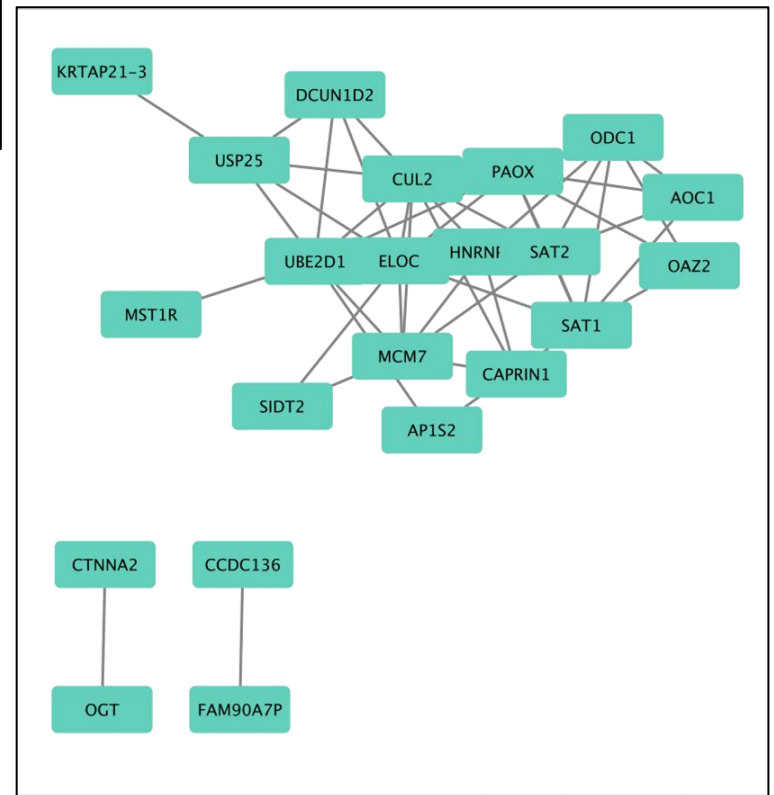 KRTAP21-3
DCUN1D2
ODC1
USP25
CUL2
PAOX
AOC1
UBE2D1
ELOC
HNRNF
SAT2
OAZ2
MST1R
SAT1
MCM7
CAPRIN1
SIDT2
AP1S2
CTNNA2
CCDC136
OGT
FAM90A7P